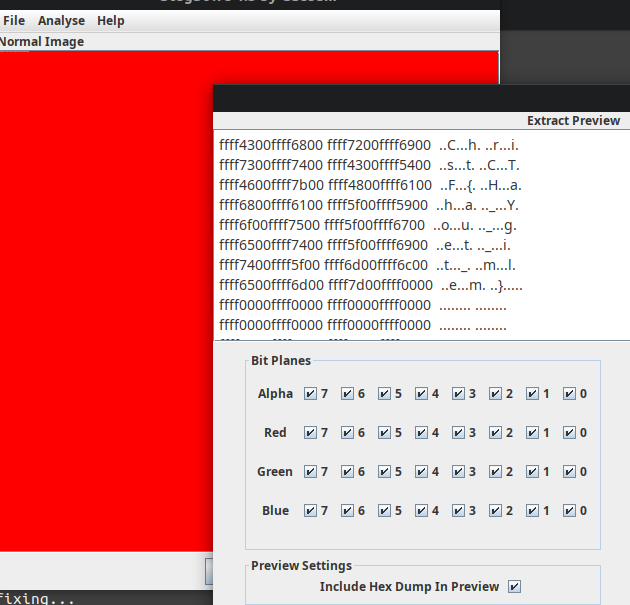 File Analyse Help
Normal Image
Extract Preview
ffff4300ffff6800 ffff7200ffff6900 ..C...h. ..r...i.
ffff7300ffff7400 ffff4300ffff5400 ..s...t. ..C...T.
ffff4600ffff7b00 ffff4800ffff6100 ..F...{. ..H...a.
ffff6800ffff6100 ffff5f00ffff5900 ..h...a. .._...Y.
ffff6f00ffff7500 ffff5f00ffff6700 ..o...u. .._...g.
ffff6500ffff7400 ffff5f00ffff6900 ..e...t. .._...i.
ffff7400ffff5f00 ffff6d00ffff6c00 ..t..._. ..m...l.
ffff6500ffff6d00 ffff7d00ffff0000 ..e...m. ..}.....
ffff0000ffff0000 ffff0000ffff0000 ........ ........
ffff0000ffff0000 ffff0000ffff0000 ........ ........
Bit Planes
Alpha 7 6 5 4 3 2 1 0
Red 7 6 5 4 3 2 1 0
Green 7 6 5 4 3 2 1 0
Blue 7 6 5 4 3 2 1 0
Preview Settings
Include Hex Dump In Preview
fixing...